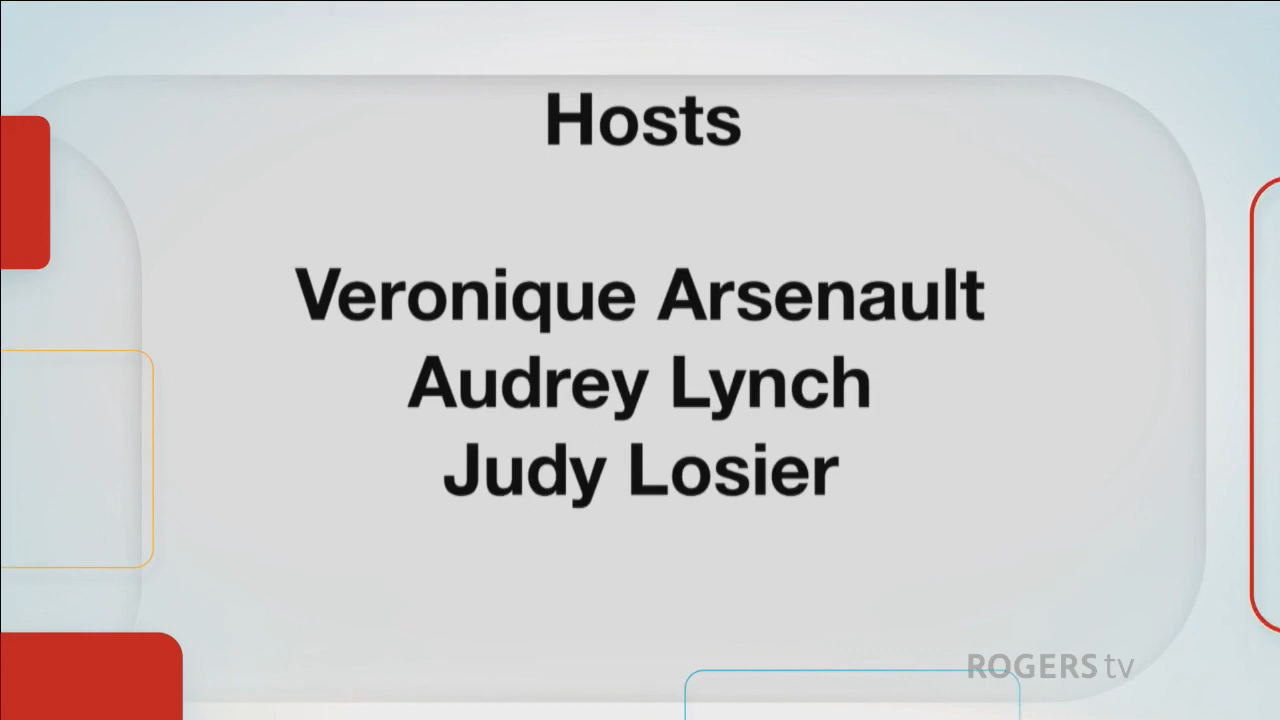 Hosts
Veronique Arsenault
Audrey Lynch
Judy Losier
ROGERS tv